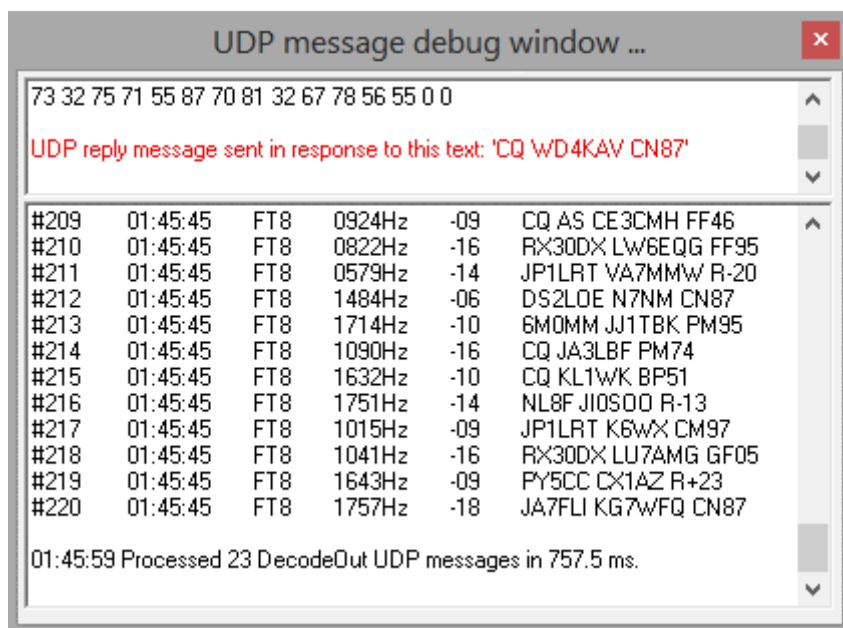 UDP message debug window ...
73 32 75 71 55 87 70 81 32 67 78 56 55 0 0
UDP reply message sent in response to this text: 'CQ WD4KAV CN87'
#209 01:45:45 FT8 0924Hz -09 CQ AS CE3CMH FF46
#210 01:45:45 FT8 0822Hz -16 RX30DX LW6EQG FF95
#211 01:45:45 FT8 0579Hz -14 JP1LRT VA7MMW R-20
#212 01:45:45 FT8 1484Hz -06 DS2LOE N7NM CN87
#213 01:45:45 FT8 1714Hz -10 6M0MM JJ1TBK PM95
#214 01:45:45 FT8 1090Hz -16 CQ JA3LBF PM74
#215 01:45:45 FT8 1632Hz -10 CQ KL1WK BP51
#216 01:45:45 FT8 1751Hz -14 NL8F JI0SOO R-13
#217 01:45:45 FT8 1015Hz -09 JP1LRT K6WX CM97
#218 01:45:45 FT8 1041Hz -16 RX30DX LU7AMG GF05
#219 01:45:45 FT8 1643Hz -09 PY5CC CX1AZ R+23
#220 01:45:45 FT8 1757Hz -18 JA7FLI KG7WFQ CN87
01:45:59 Processed 23 DecodeOut UDP messages in 757.5 ms.